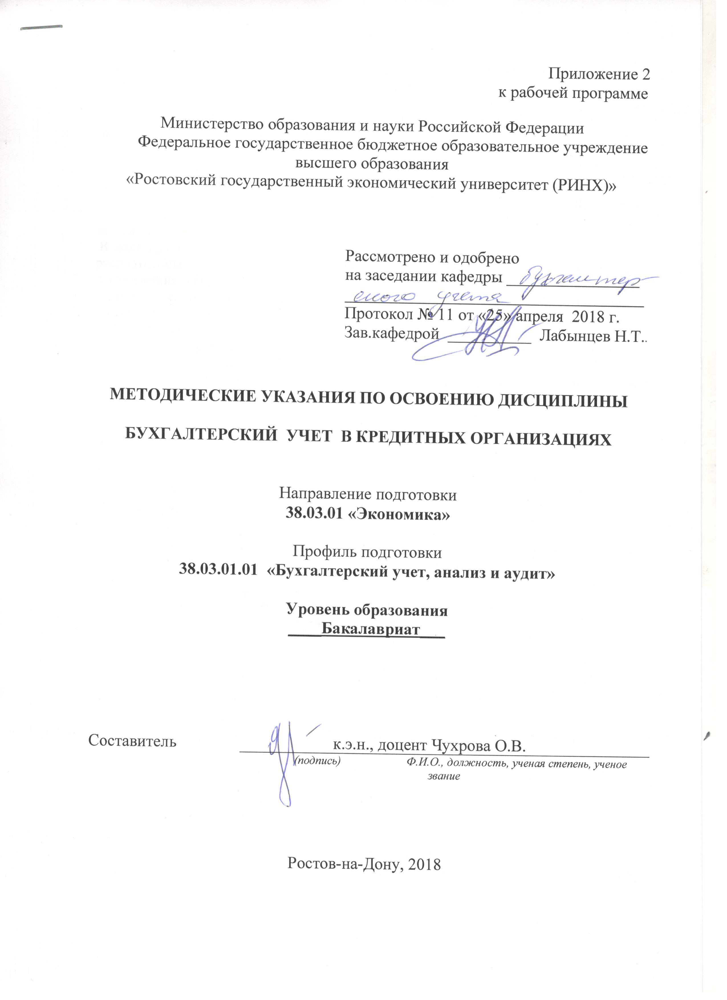 Приложение 2
к рабочей программе
Министерство образования и науки Российской Федерации
Федеральное государственное бюджетное образовательное учреждение
высшего образования
«Ростовский государственный экономический университет (РИНХ)»
Рассмотрено и одобрено
на заседании кафедры бухгалтер
ского учета
Протокол № 11 от «25» апреля 2018 г.
Зав.кафедрой Лабынцев Н.Т..
МЕТОДИЧЕСКИЕ УКАЗАНИЯ ПО ОСВОЕНИЮ ДИСЦИПЛИНЫ
БУХГАЛТЕРСКИЙ УЧЕТ В КРЕДИТНЫХ ОРГАНИЗАЦИЯХ
Направление подготовки
38.03.01 «Экономика»
Профиль подготовки
38.03.01.01 «Бухгалтерский учет, анализ и аудит»
Уровень образования
Бакалавриат
Составитель к.э.н., доцент Чухрова О.В.
(подпись) Ф.И.О., должность, ученая степень, ученое
звание
Ростов-на-Дону, 2018